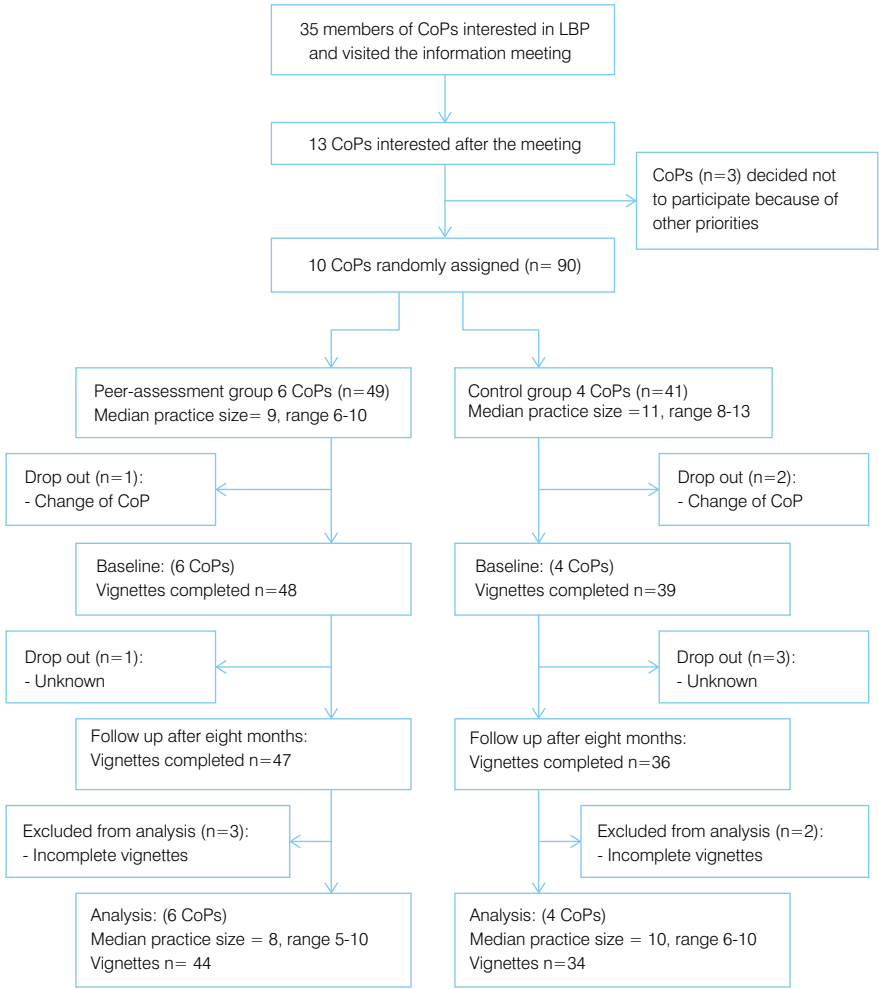 35 members of CoPs interested in LBP
and visited the information meeting
13 CoPs interested after the meeting
CoPs (n=3) decided not
to participate because of
other priorities
10 CoPs randomly assigned (n= 90)
Peer-assessment group 6 CoPs (n=49)
Median practice size= 9, range 6-10
Control group 4 CoPs (n=41)
Median practice size =11, range 8-13
Drop out (n=1):
- Change of CoP
Drop out (n=2):
- Change of CoP
Baseline: (6 CoPs)
Vignettes completed n=48
Baseline: (4 CoPs)
Vignettes completed n=39
Drop out (n=1):
- Unknown
Drop out (n=3):
- Unknown
Follow up after eight months:
Vignettes completed n=47
Follow up after eight months:
Vignettes completed n=36
Excluded from analysis (n=3):
- Incomplete vignettes
Excluded from analysis (n=2):
- Incomplete vignettes
Analysis: (6 CoPs)
Median practice size = 8, range 5-10
Vignettes n= 44
Analysis: (4 CoPs)
Median practice size = 10, range 6-10
Vignettes n=34